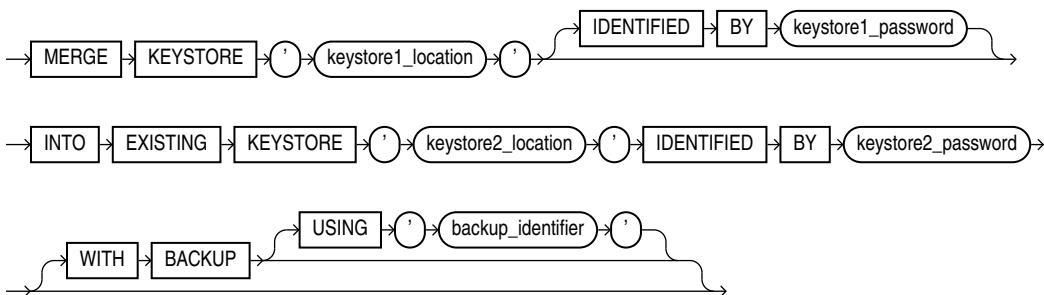 IDENTIFIED BY keystore1_password
MERGE KEYSTORE ' keystore1_location '
INTO EXISTING KEYSTORE ' keystore2_location ' IDENTIFIED BY keystore2_password
USING ' backup_identifier '
WITH BACKUP